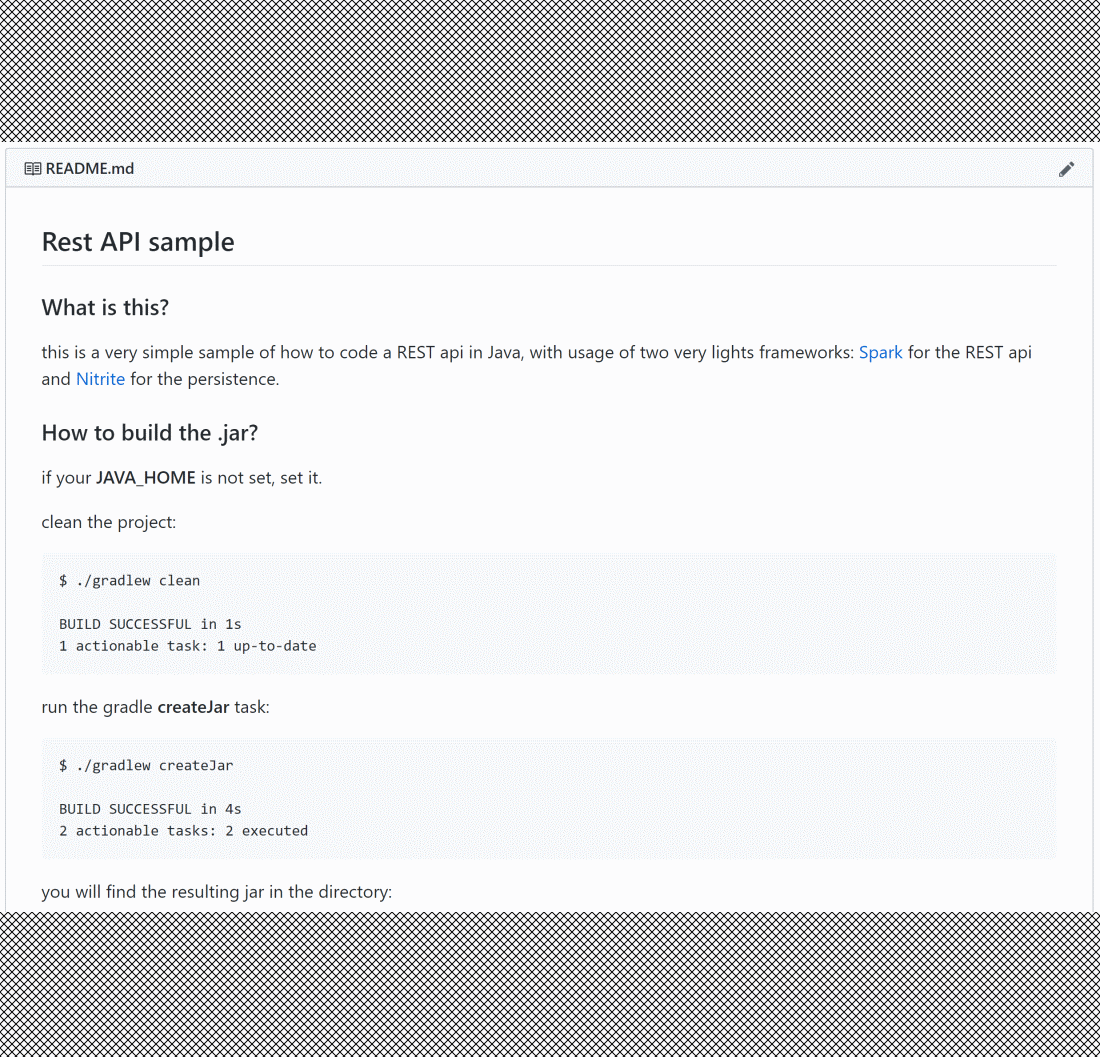 README.md
Rest API sample
What is this?
this is a very simple sample of how to code a REST api in Java, with usage of two very lights frameworks: Spark for the REST api
and Nitrite for the persistence.
How to build the .jar?
if your JAVA_HOME is not set, set it.
clean the project:
$ ./gradlew clean
BUILD SUCCESSFUL in 1s
1 actionable task: 1 up-to-date
run the gradle createJar task:
$ ./gradlew createJar
BUILD SUCCESSFUL in 4s
2 actionable tasks: 2 executed
you will find the resulting jar in the directory: